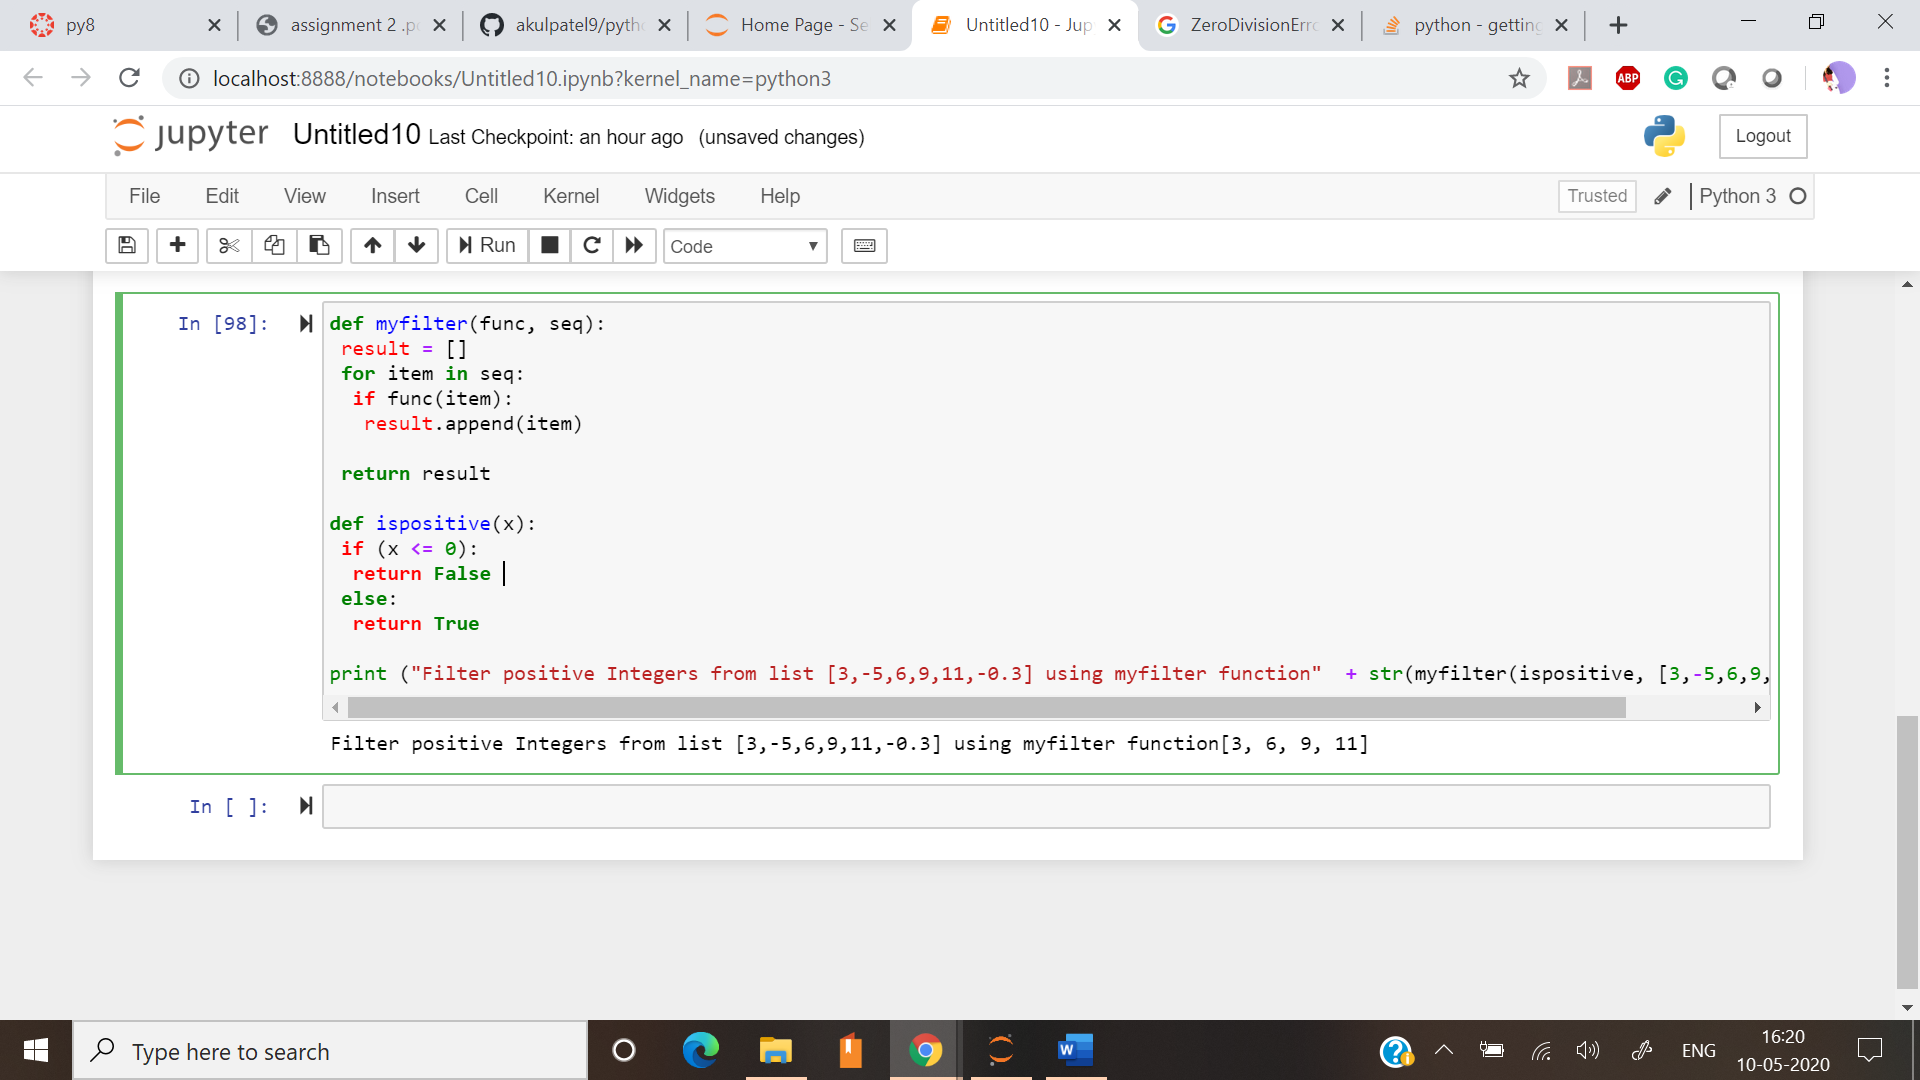 py8
assignment 2 .p
akulpatel9/pyth
Home Page - Se
Untitled10 - Jup
ZeroDivisionErr
python - getting
localhost:8888/notebooks/Untitled10.ipynb?kernel_name=python3
ABP
jupyter Untitled10 Last Checkpoint: an hour ago (unsaved changes)
Logout
File Edit View Insert Cell Kernel Widgets Help
Trusted Python 3
Run Code
In [98]:
def myfilter(func, seq):
 result = []
 for item in seq:
  if func(item):
   result.append(item)
 return result
def ispositive(x):
 if (x <= 0):
  return False
 else:
  return True
print ("Filter positive Integers from list [3,-5,6,9,11,-0.3] using myfilter function"  + str(myfilter(ispositive, [3,-5,6,9,
Filter positive Integers from list [3,-5,6,9,11,-0.3] using myfilter function[3, 6, 9, 11]
In [ ]:
Type here to search
ENG
16:20
10-05-2020